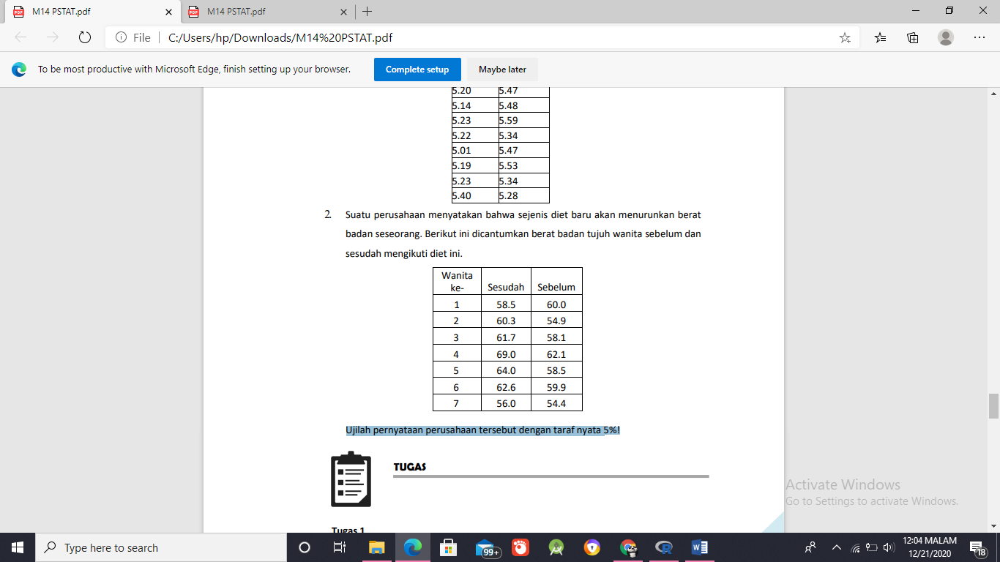 M14 PSTAT.pdf
M14 PSTAT.pdf
File
C:/Users/hp/Downloads/M14%20PSTAT.pdf
To be most productive with Microsoft Edge, finish setting up your browser.
Complete setup
Maybe later
5.20 5.47
5.14 5.48
5.23 5.59
5.22 5.34
5.01 5.47
5.19 5.53
5.23 5.34
5.40 5.28
2. Suatu perusahaan menyatakan bahwa sejenis diet baru akan menurunkan berat
badan seseorang. Berikut ini dicantumkan berat badan tujuh wanita sebelum dan
sesudah mengikuti diet ini.
Wanita
ke- Sesudah Sebelum
1 58.5 60.0
2 60.3 54.9
3 61.7 58.1
4 69.0 62.1
5 64.0 58.5
6 62.6 59.9
7 56.0 54.4
Ujilah pernyataan perusahaan tersebut dengan taraf nyata 5%!
TUGAS
Tugas 1
Activate Windows
Go to Settings to activate Windows.
Type here to search
99+
12:04 MALAM
12/21/2020
18